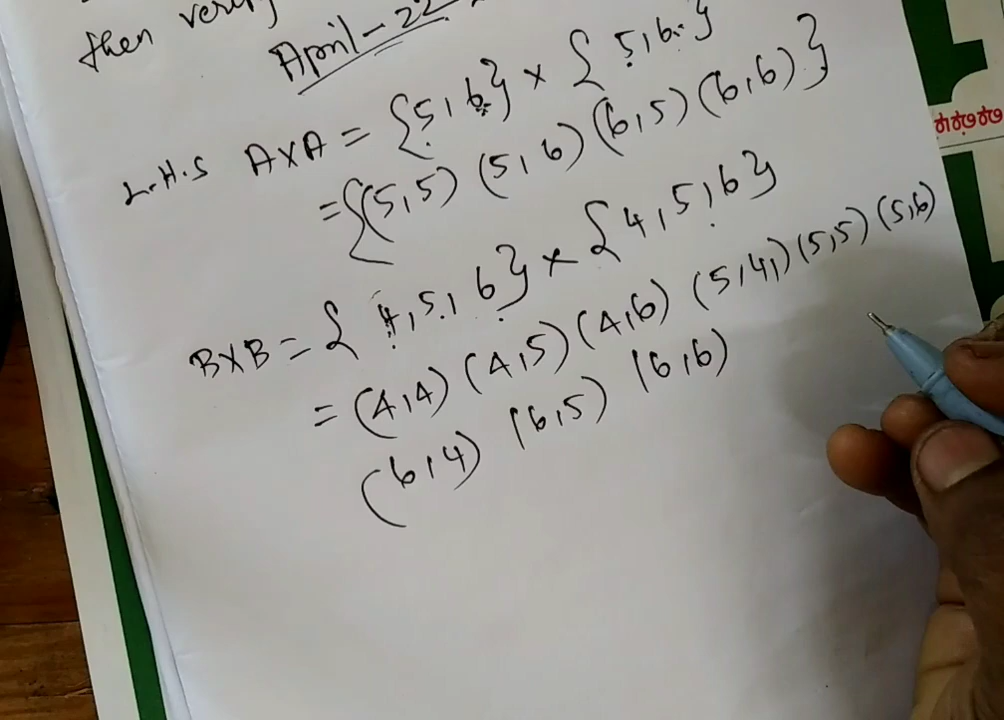 then verify
April-22
L.H.S A×A = {5,6} × {5,6}
={(5,5) (5,6) (6,5) (6,6)}
B×B = {4,5,6} × {4,5,6}
= (4,4) (4,5) (4,6) (5,4) (5,5) (5,6)
(6,4) (6,5) (6,6)